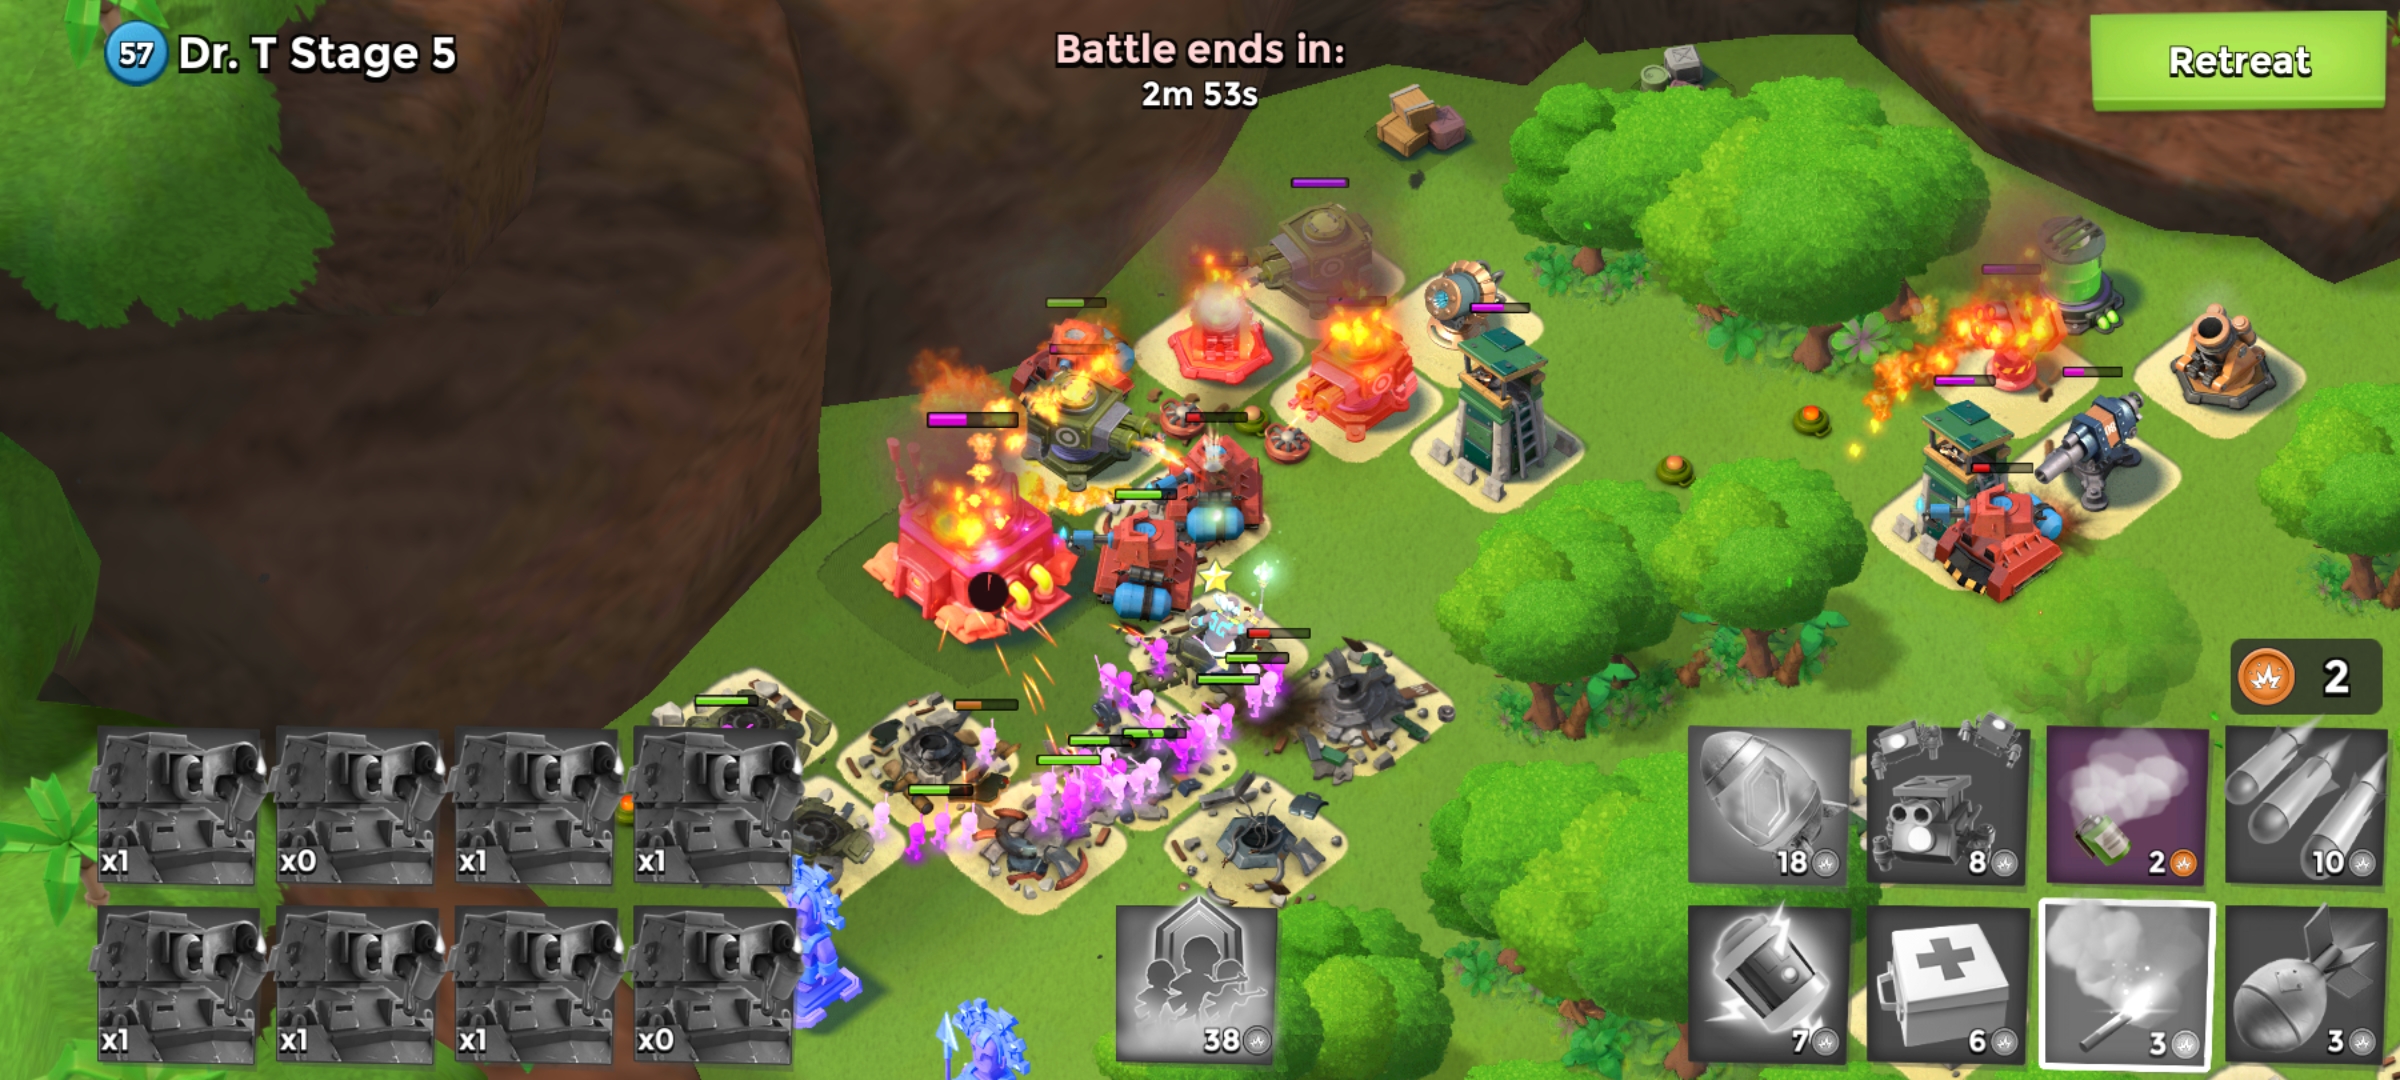 57 Dr. T Stage 5
Battle ends in:
2m 53s
Retreat
2
x1 x0 x1 x1
18 8 2 10
x1 x1 x1 x0
38
7 6 3 3